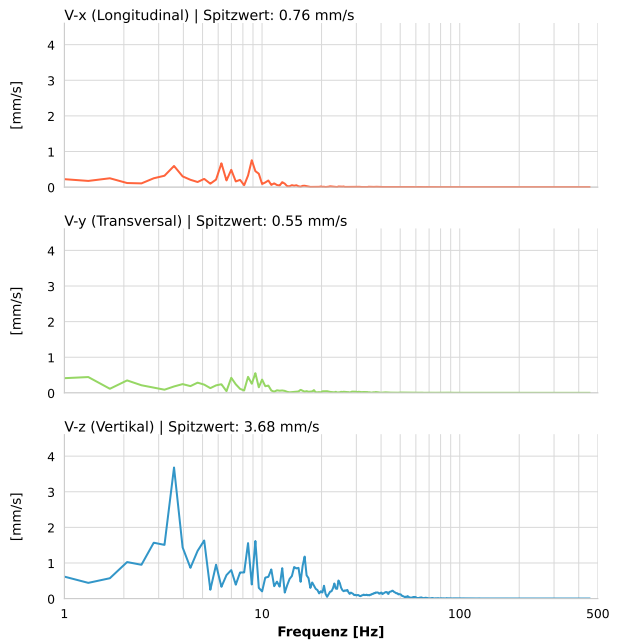 V-x (Longitudinal) | Spitzwert: 0.76 mm/s
4
3
2
1
0
[mm/s]
V-y (Transversal) | Spitzwert: 0.55 mm/s
4
3
2
1
0
[mm/s]
V-z (Vertikal) | Spitzwert: 3.68 mm/s
4
3
2
1
0
[mm/s]
1 10 100 500
Frequenz [Hz]